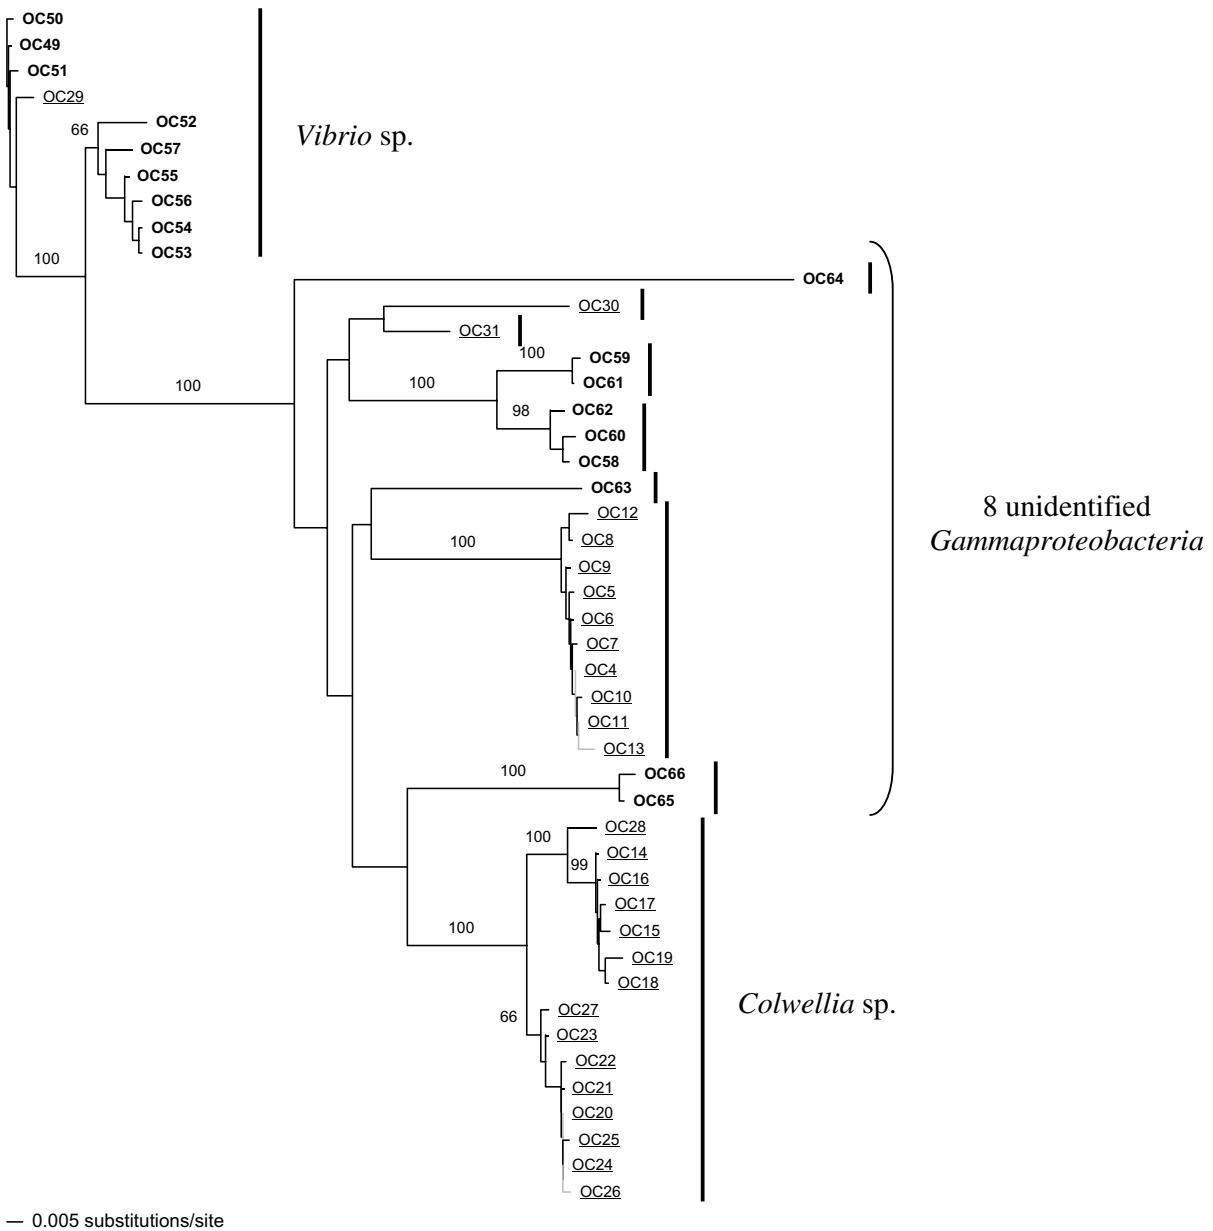 OC50
OC49
OC51
OC29
66
OC52
Vibrio sp.
OC57
OC55
OC56
OC54
OC53
100
OC64
OC30
OC31
100
OC59
100
OC61
98
OC62
OC60
OC58
100
OC63
8 unidentified
Gammaproteobacteria
OC12
100
OC8
OC9
OC5
OC6
OC7
OC4
OC10
OC11
OC13
100
OC66
OC65
OC28
100
OC14
99
OC16
OC17
100
OC15
OC19
OC18
Colwellia sp.
66
OC27
OC23
OC22
OC21
OC20
OC25
OC24
OC26
0.005 substitutions/site